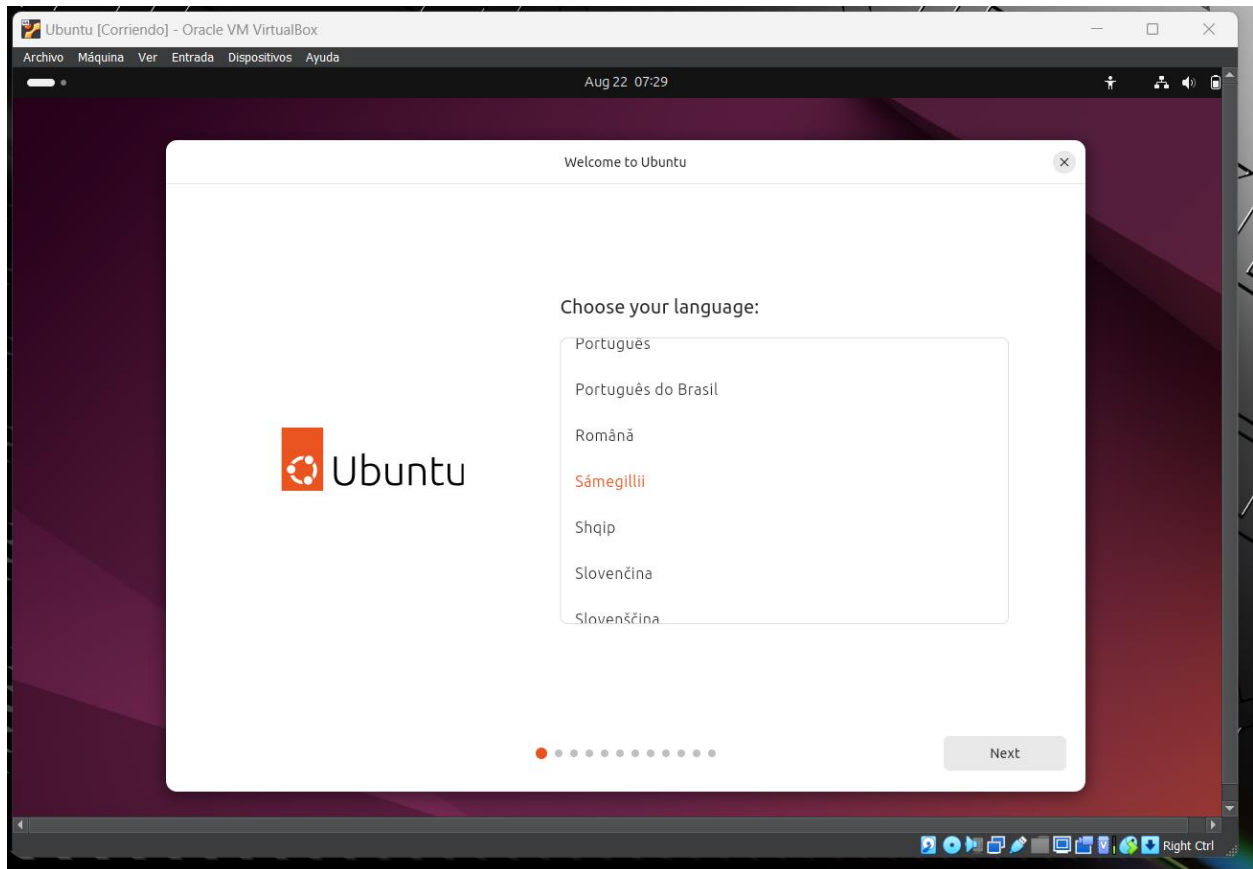 Ubuntu [Corriendo] - Oracle VM VirtualBox
Archivo Máquina Ver Entrada Dispositivos Ayuda
Aug 22 07:29
Welcome to Ubuntu
Choose your language:
Português
Português do Brasil
Română
Sámegillii
Shqip
Slovenčina
Slovenščina
Ubuntu
Next
Right Ctrl